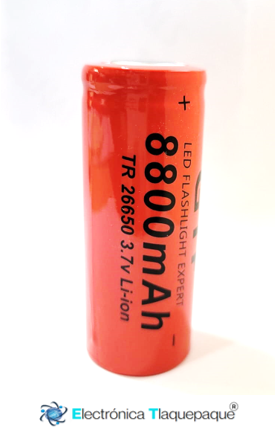 +
LED FLASHLIGHT EXPERT
8800mAh
TR 26650 3.7v Li-ion
-
Electrónica Tlaquepaque®